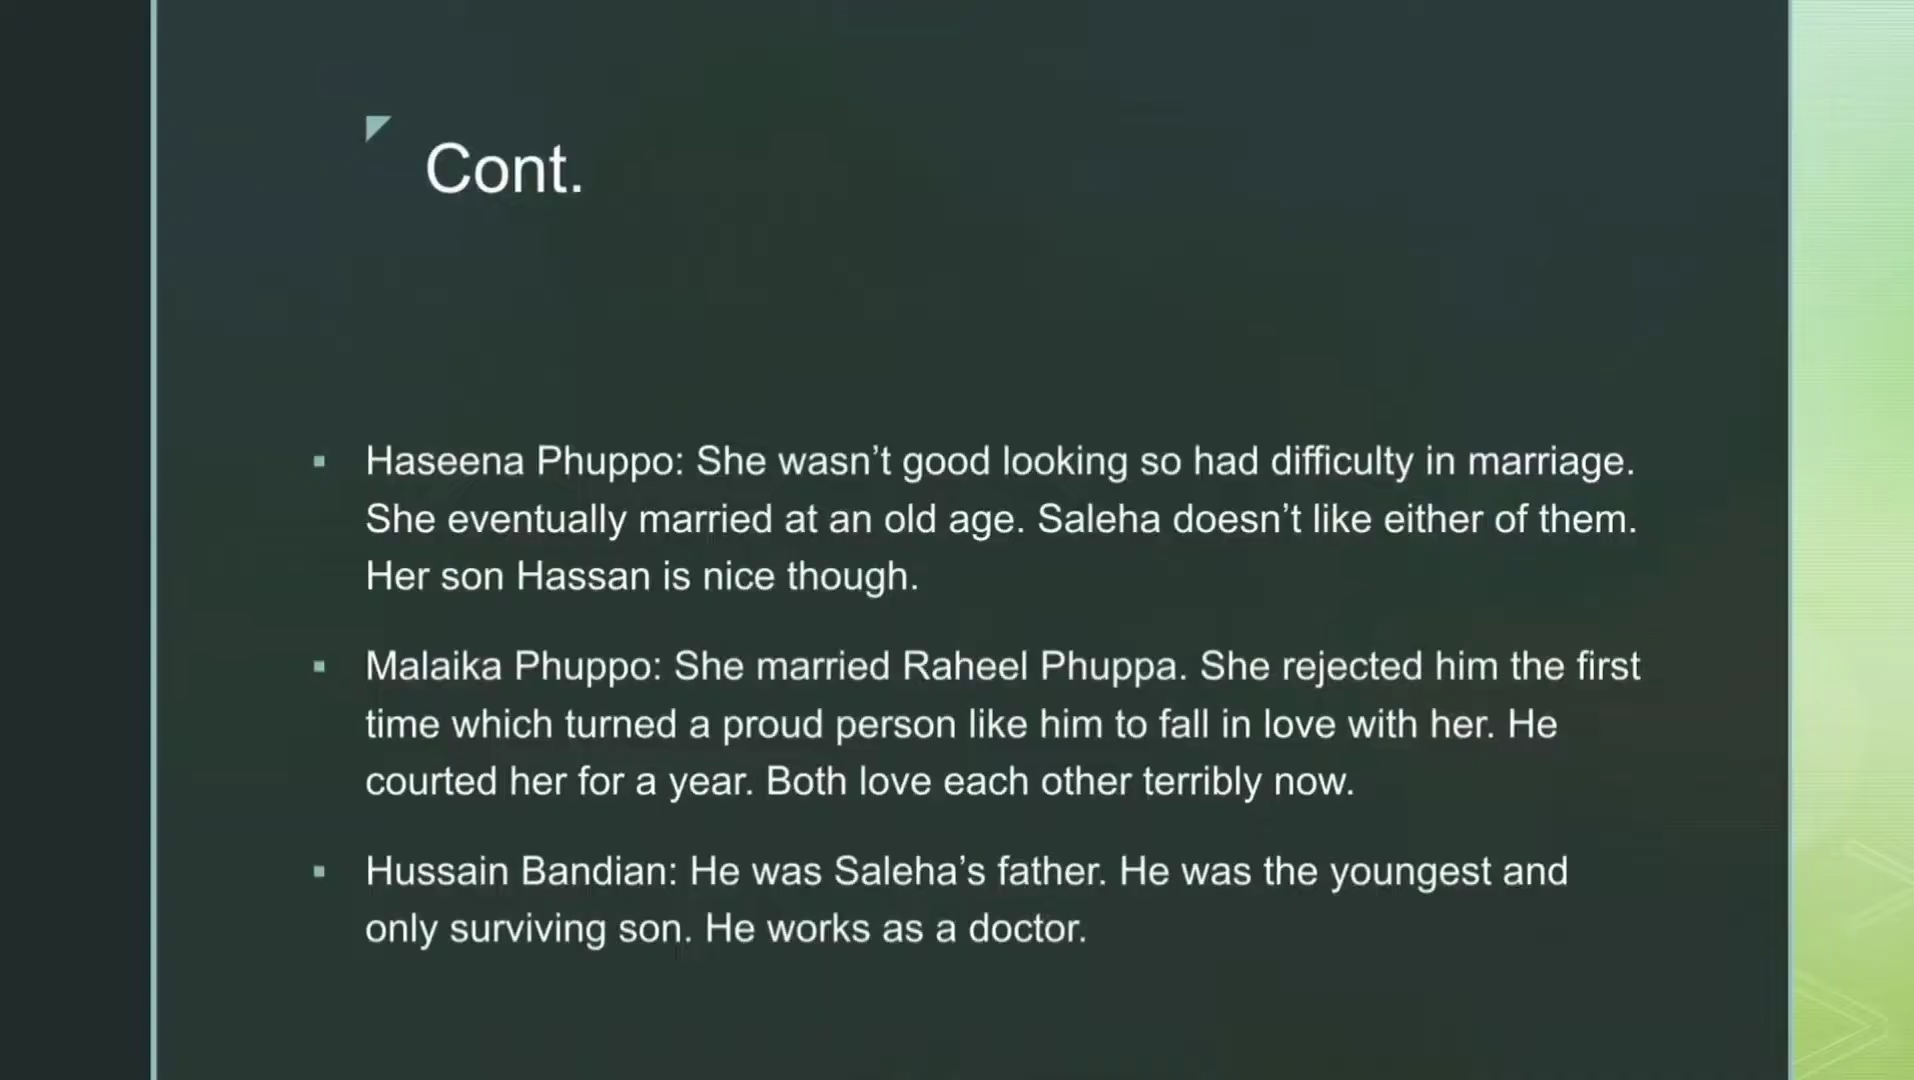 Cont.
Haseena Phuppo: She wasn’t good looking so had difficulty in marriage.
She eventually married at an old age. Saleha doesn’t like either of them.
Her son Hassan is nice though.
Malaika Phuppo: She married Raheel Phuppa. She rejected him the first
time which turned a proud person like him to fall in love with her. He
courted her for a year. Both love each other terribly now.
Hussain Bandian: He was Saleha’s father. He was the youngest and
only surviving son. He works as a doctor.